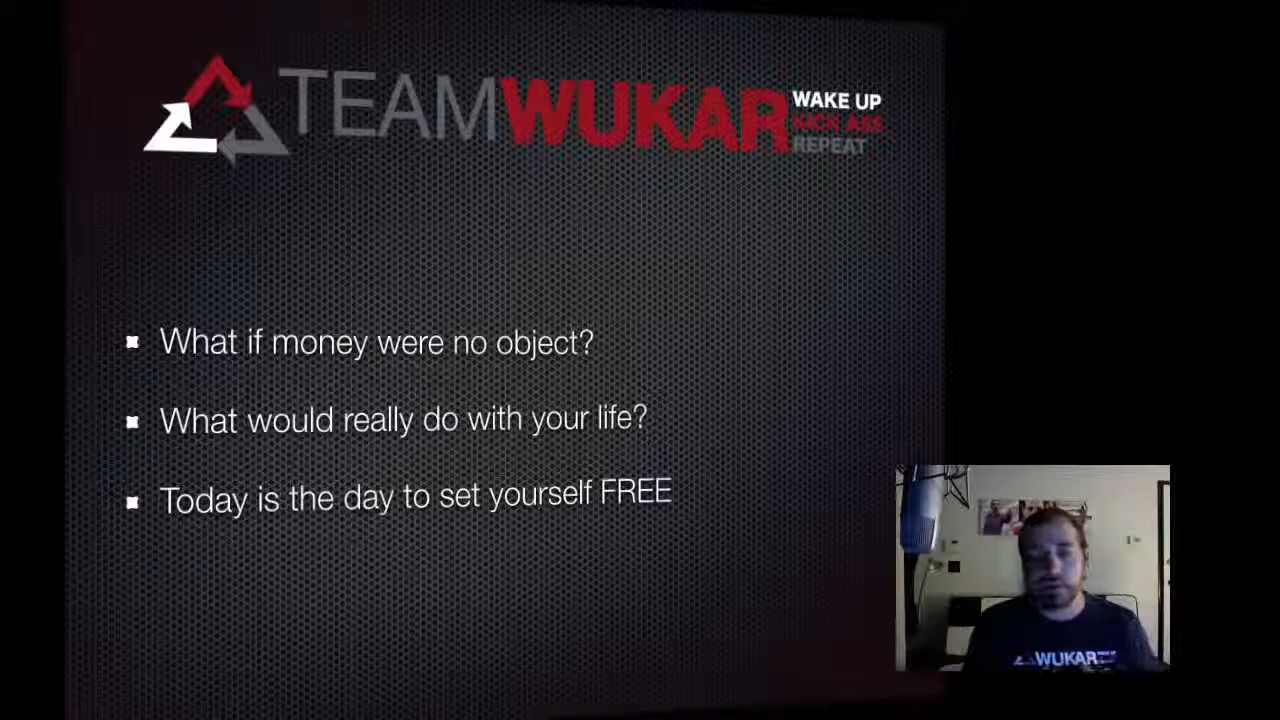 TEAMWUKAR
WAKE UP
KICK ASS
REPEAT
What if money were no object?
What would really do with your life?
Today is the day to set yourself FREE
WUKAR